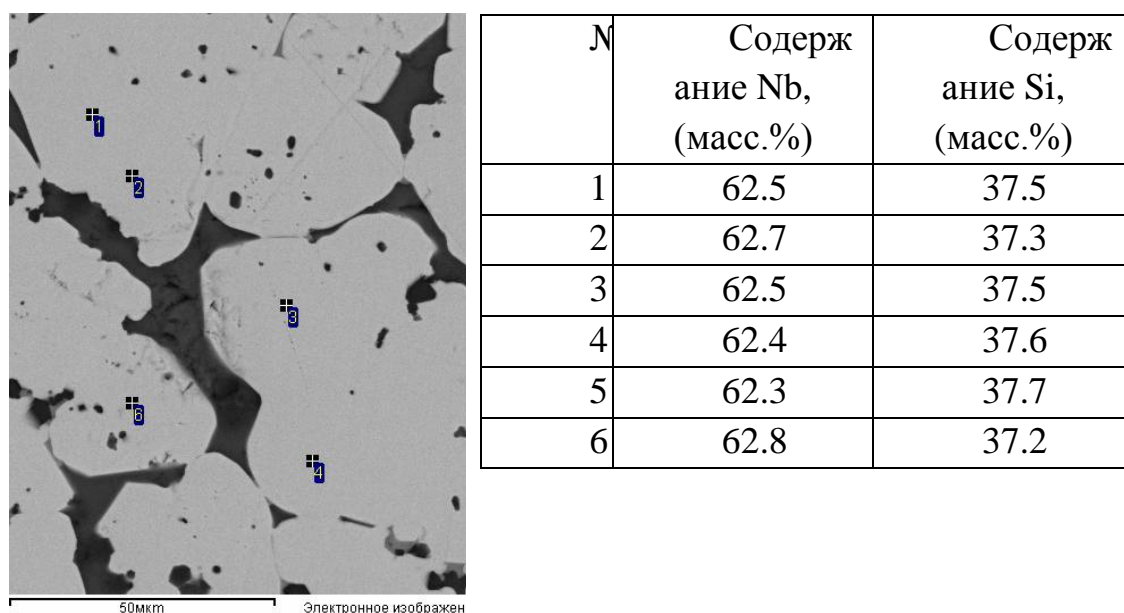 1
2
3
6
4
50мкм Электронное изображен
N Содерж Содерж
ание Nb, ание Si,
(масс.%) (масс.%)
1 62.5 37.5
2 62.7 37.3
3 62.5 37.5
4 62.4 37.6
5 62.3 37.7
6 62.8 37.2